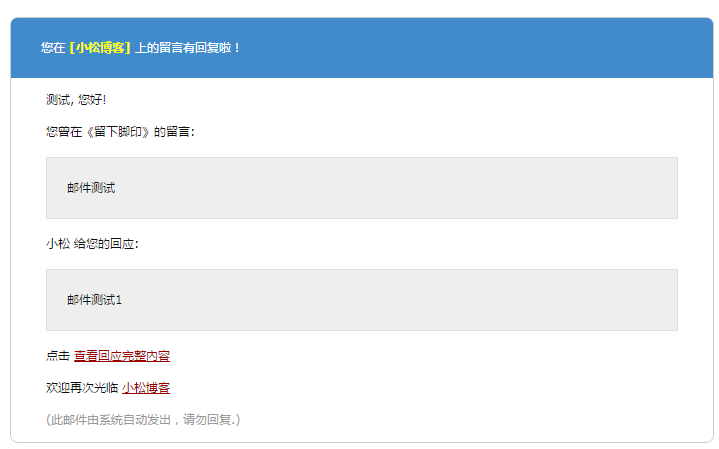 您在 [小松博客] 上的留言有回复啦！
测试, 您好!
您曾在《留下脚印》的留言:
邮件测试
小松 给您的回应:
邮件测试1
点击 查看回应完整内容
欢迎再次光临 小松博客
(此邮件由系统自动发出，请勿回复.)